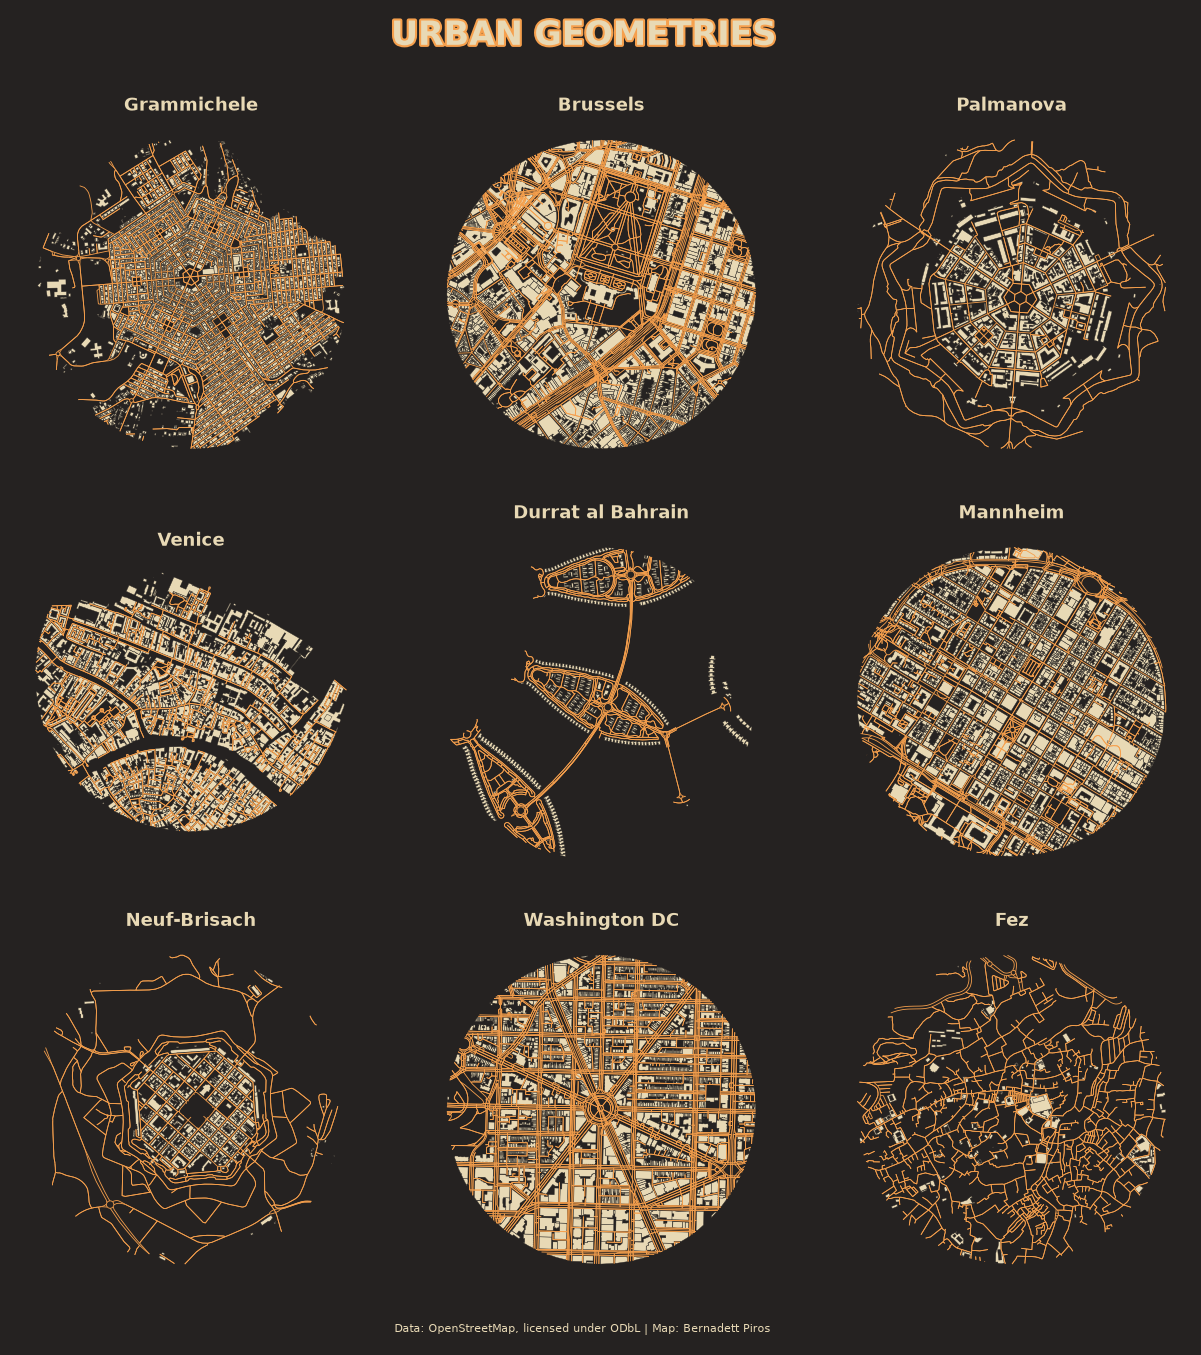 URBAN GEOMETRIES
Grammichele
Brussels
Palmanova
Venice
Durrat al Bahrain
Mannheim
Neuf-Brisach
Washington DC
Fez
Data: OpenStreetMap, licensed under ODbL | Map: Bernadett Piros